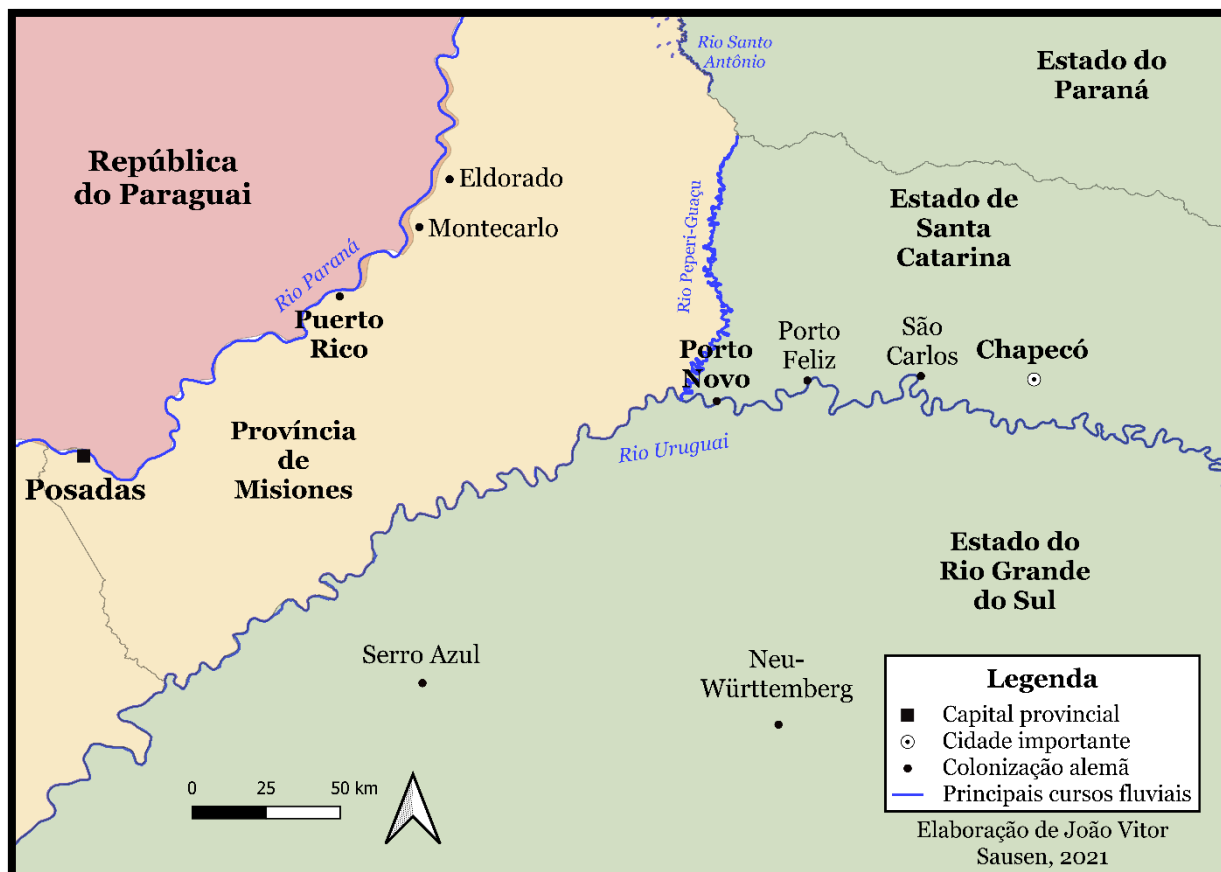 Rio Santo
Antônio
Estado do
Paraná
República
do Paraguai
Eldorado
Montecarlo
Rio Paraná
Rio Peperi-Guaçu
Estado de
Santa
Catarina
Puerto
Rico
Porto
Novo
Porto
Feliz
São
Carlos
Chapecó
Província
de
Misiones
Rio Uruguai
Posadas
Estado do
Rio Grande
do Sul
Serro Azul
Neu-
Württemberg
0 25 50 km
Legenda
Capital provincial
Cidade importante
Colonização alemã
Principais cursos fluviais
Elaboração de João Vitor
Sausen, 2021